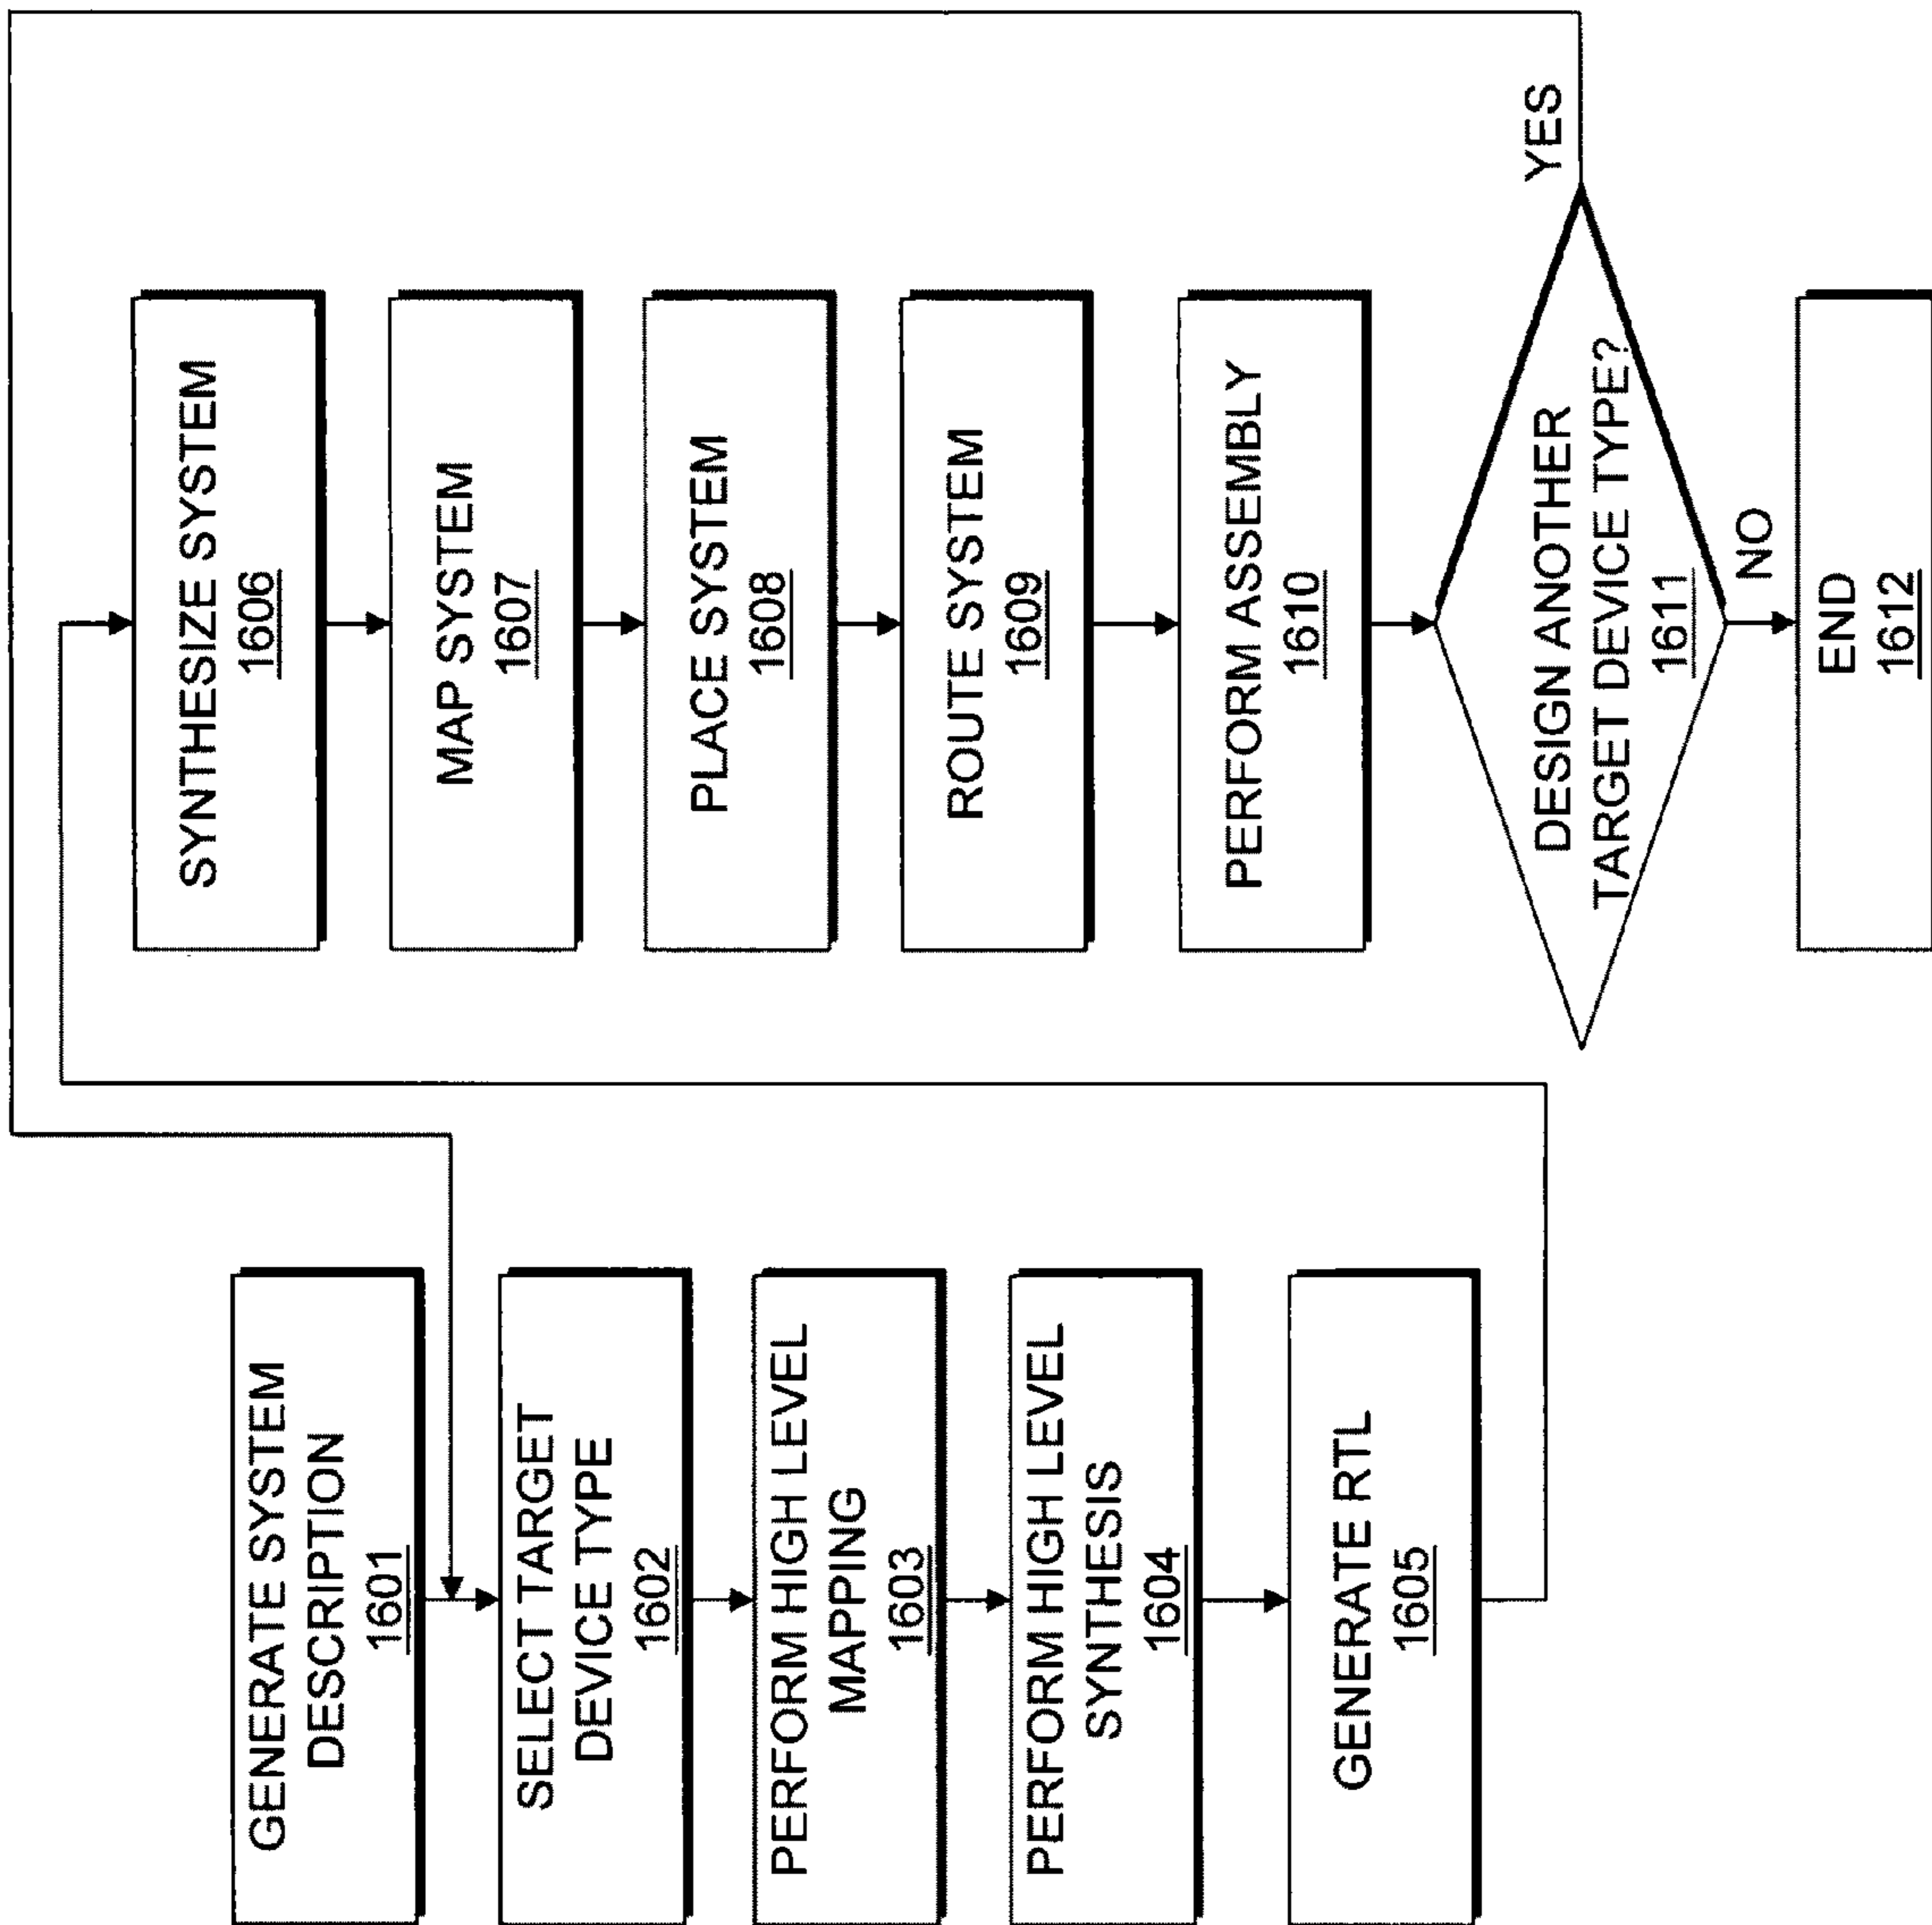 GENERATE SYSTEM
DESCRIPTION
1601
SELECT TARGET
DEVICE TYPE
1602
PERFORM HIGH LEVEL
MAPPING
1603
PERFORM HIGH LEVEL
SYNTHESIS
1604
GENERATE RTL
1605
SYNTHESIZE SYSTEM
1606
MAP SYSTEM
1607
PLACE SYSTEM
1608
ROUTE SYSTEM
1609
PERFORM ASSEMBLY
1610
DESIGN ANOTHER
TARGET DEVICE TYPE?
1611
YES
NO
END
1612